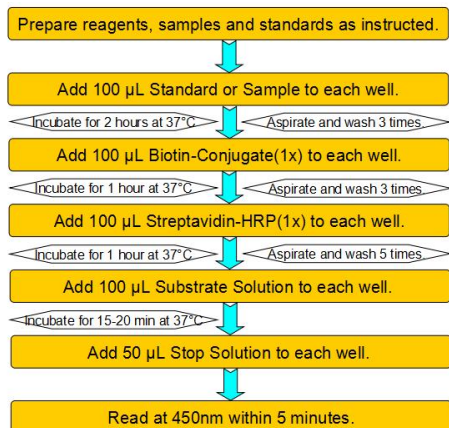 Prepare reagents, samples and standards as instructed.
Add 100 µL Standard or Sample to each well.
Incubate for 2 hours at 37°C
Aspirate and wash 3 times.
Add 100 µL Biotin-Conjugate(1x) to each well.
Incubate for 1 hour at 37°C
Aspirate and wash 3 times.
Add 100 µL Streptavidin-HRP(1x) to each well.
Incubate for 1 hour at 37°C
Aspirate and wash 5 times.
Add 100 µL Substrate Solution to each well.
Incubate for 15-20 min at 37°C
Add 50 µL Stop Solution to each well.
Read at 450nm within 5 minutes.